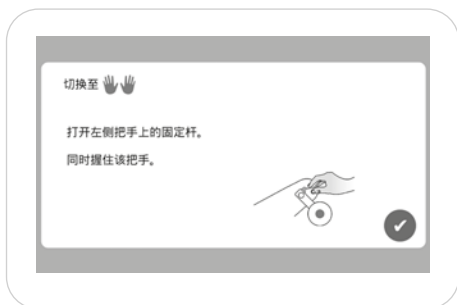 切换至
打开左侧把手上的固定杆。
同时握住该把手。